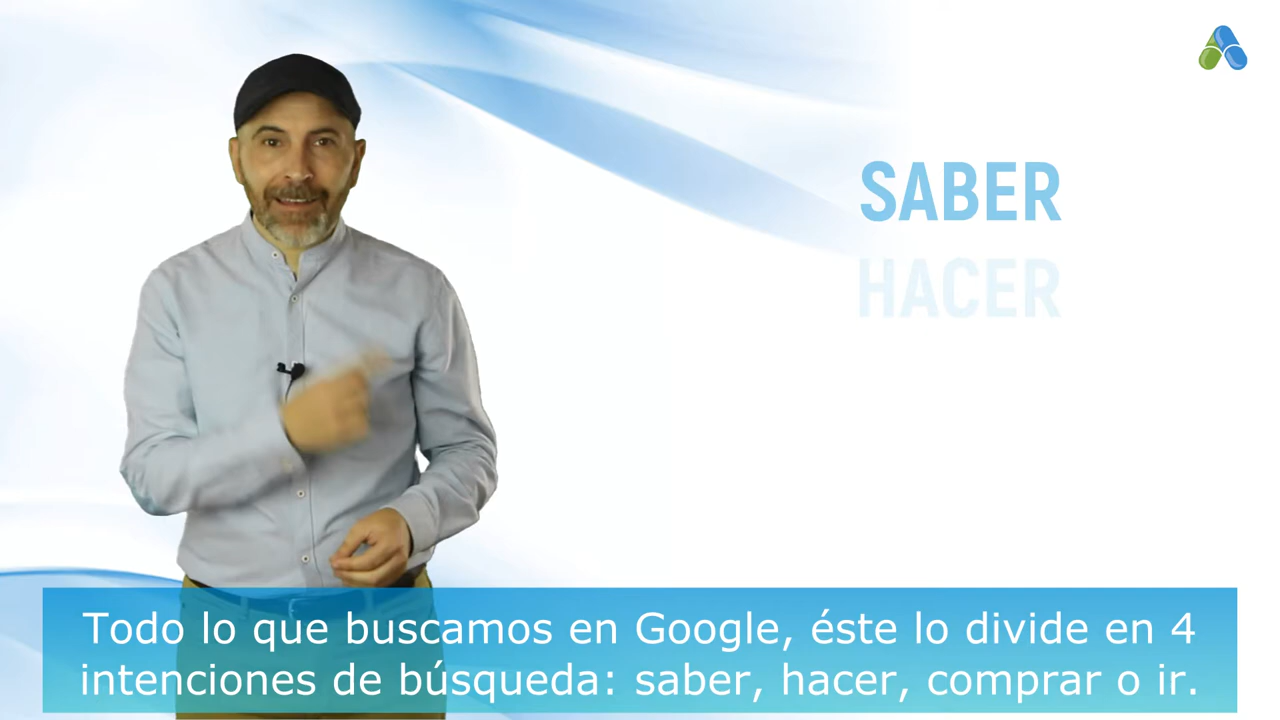 SABER
HACER
Todo lo que buscamos en Google, éste lo divide en 4
intenciones de búsqueda: saber, hacer, comprar o ir.